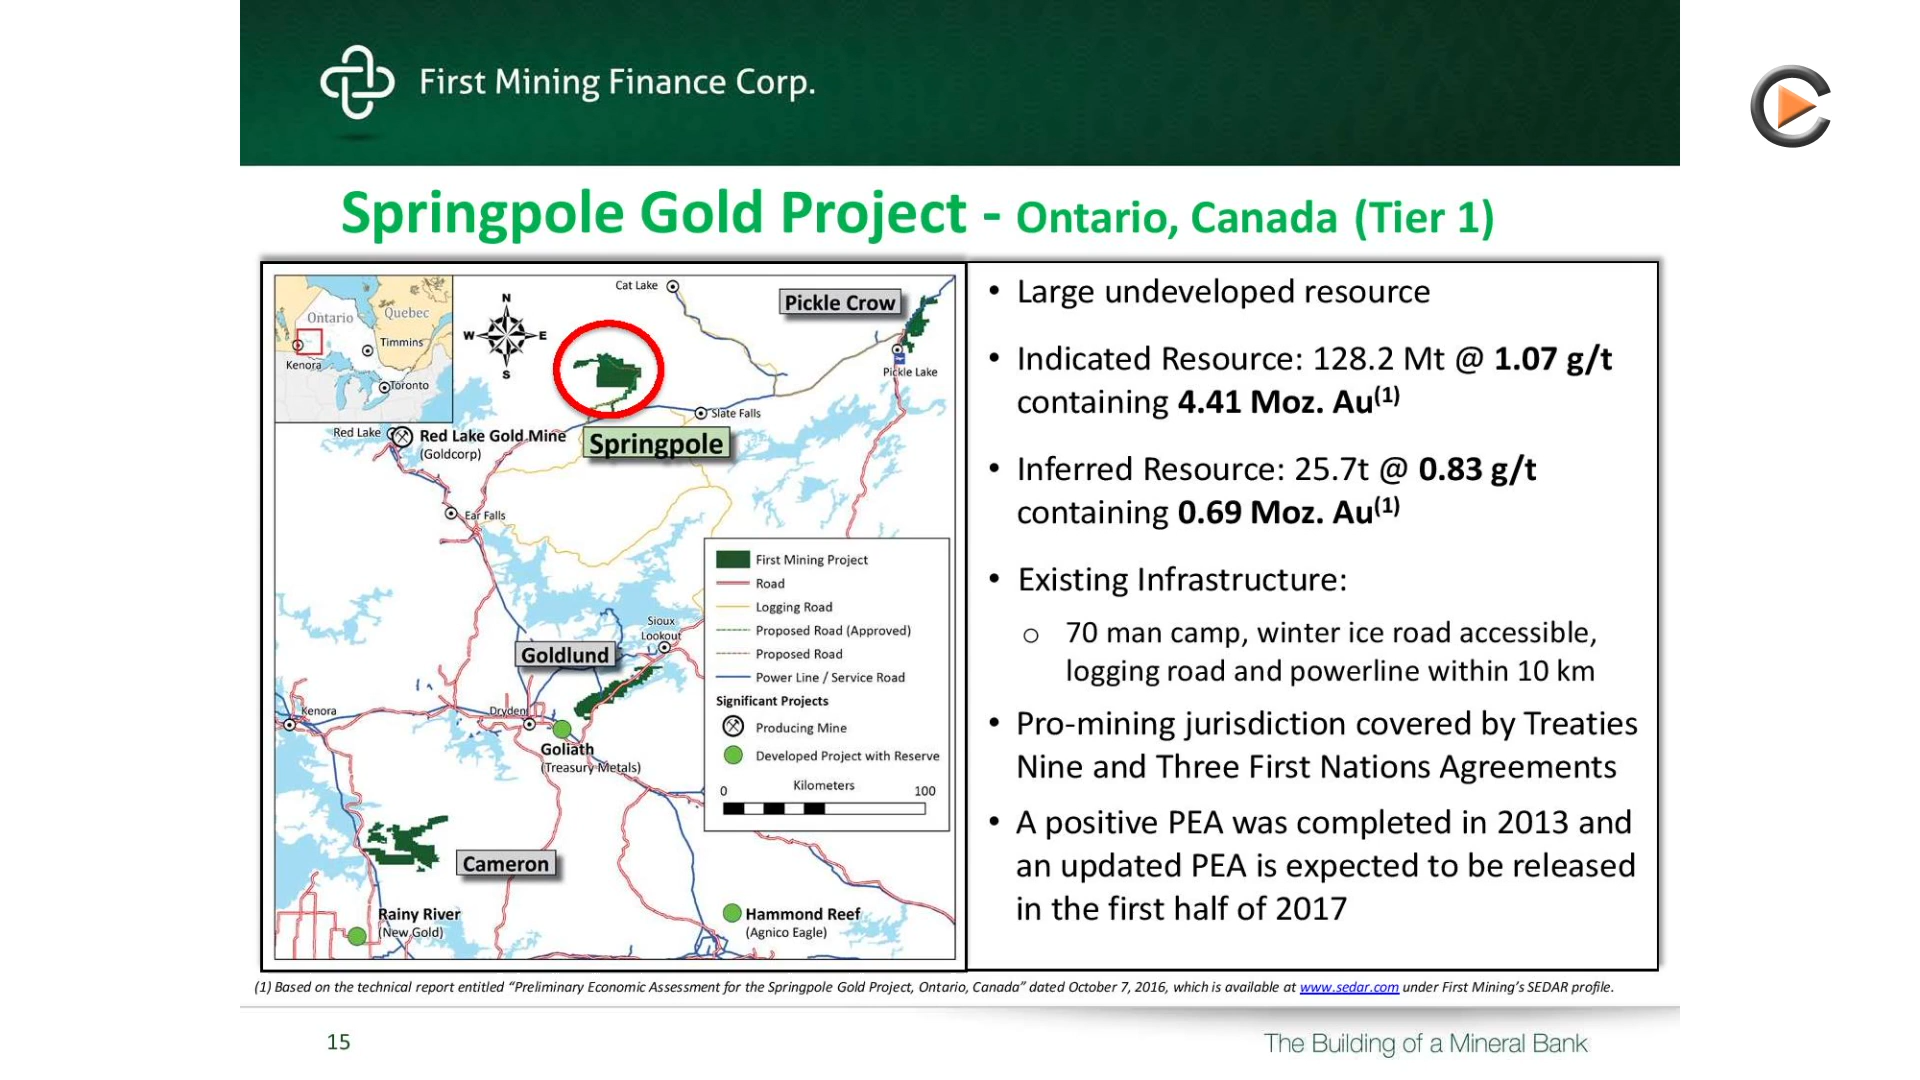 First Mining Finance Corp.
Springpole Gold Project - Ontario, Canada (Tier 1)
Ontario
Quebec
Timmins
Kenora
Toronto
N
W
E
S
Cat Lake
Pickle Crow
Pickle Lake
Slate Falls
Red Lake
Red Lake Gold Mine
(Goldcorp)
Springpole
Ear Falls
Sioux
Lookout
Goldlund
Kenora
Dryden
Goliath
(Treasury Metals)
Cameron
Rainy River
(New Gold)
Hammond Reef
(Agnico Eagle)
First Mining Project
Road
Logging Road
Proposed Road (Approved)
Proposed Road
Power Line / Service Road
Significant Projects
Producing Mine
Developed Project with Reserve
Kilometers
0 100
• Large undeveloped resource
• Indicated Resource: 128.2 Mt @ 1.07 g/t
containing 4.41 Moz. Au(1)
• Inferred Resource: 25.7t @ 0.83 g/t
containing 0.69 Moz. Au(1)
• Existing Infrastructure:
o 70 man camp, winter ice road accessible,
logging road and powerline within 10 km
• Pro-mining jurisdiction covered by Treaties
Nine and Three First Nations Agreements
• A positive PEA was completed in 2013 and
an updated PEA is expected to be released
in the first half of 2017
(1) Based on the technical report entitled “Preliminary Economic Assessment for the Springpole Gold Project, Ontario, Canada” dated October 7, 2016, which is available at www.sedar.com under First Mining’s SEDAR profile.
15
The Building of a Mineral Bank